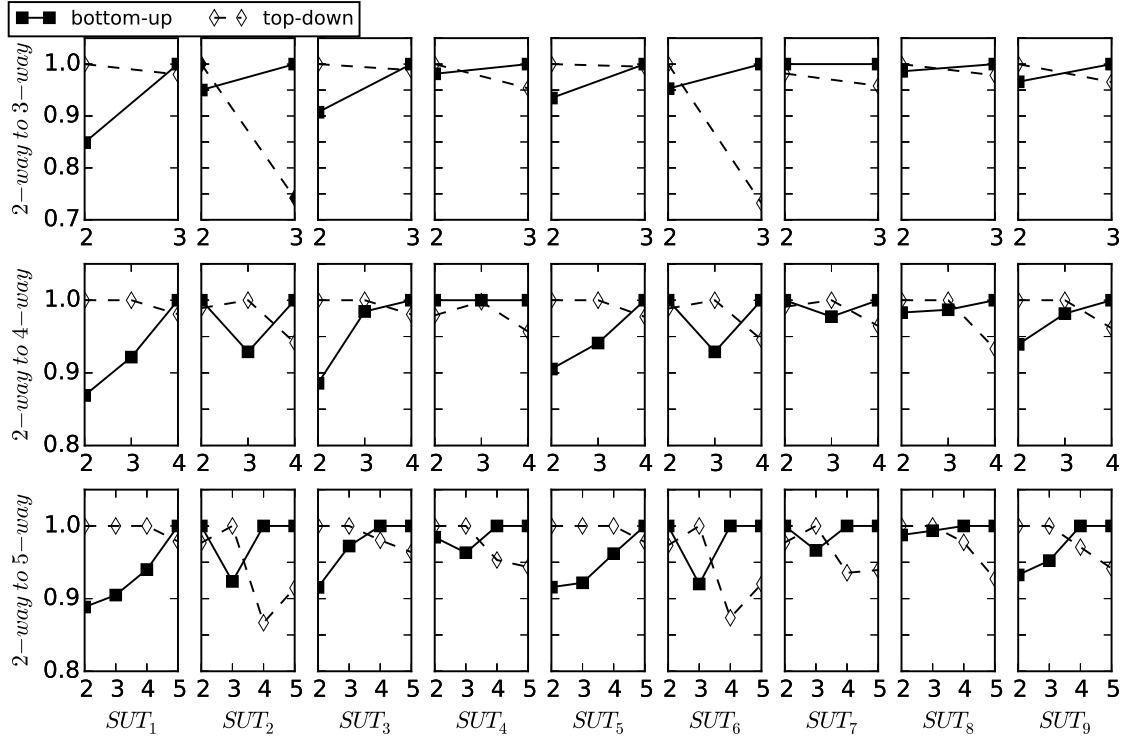 bottom-up top-down
2−way to 3−way
1.0
0.9
0.8
0.7
2 3 2 3 2 3 2 3 2 3 2 3 2 3 2 3 2 3
2−way to 4−way
1.0
0.9
0.8
2 3 4 2 3 4 2 3 4 2 3 4 2 3 4 2 3 4 2 3 4 2 3 4 2 3 4
2−way to 5−way
1.0
0.9
0.8
2 3 4 5 2 3 4 5 2 3 4 5 2 3 4 5 2 3 4 5 2 3 4 5 2 3 4 5 2 3 4 5 2 3 4 5
SUT₁ SUT₂ SUT₃ SUT₄ SUT₅ SUT₆ SUT₇ SUT₈ SUT₉